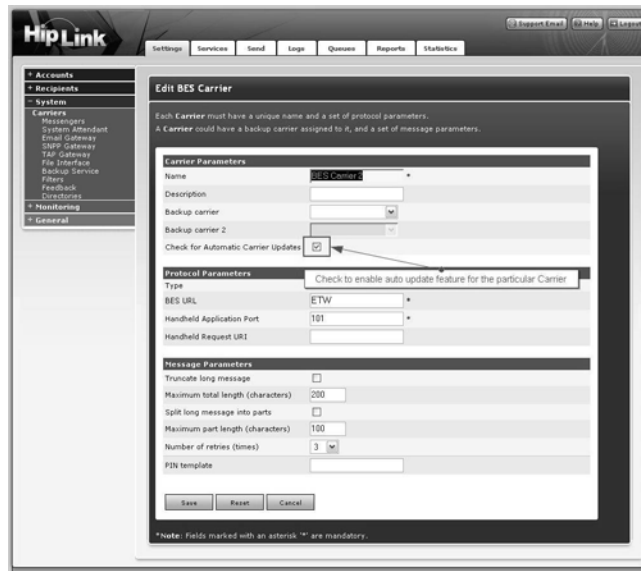 HipLink
Support Email Help Logout
Settings Services Send Logs Queues Reports Statistics
+ Accounts
+ Recipients
− System
Carriers
Messengers
System Attendant
Email Gateway
SNPP Gateway
TAP Gateway
File Interface
Backup Service
Filters
Feedback
Directories
+ Monitoring
+ General
Edit BES Carrier
Each Carrier must have a unique name and a set of protocol parameters.
A Carrier could have a backup carrier assigned to it, and a set of message parameters.
Carrier Parameters
Name BES Carrier 2 *
Description
Backup carrier
Backup carrier 2
Check for Automatic Carrier Updates
Check to enable auto update feature for the particular Carrier
Protocol Parameters
Type
BES URL ETW *
Handheld Application Port 101 *
Handheld Request URI
Message Parameters
Truncate long message
Maximum total length (characters) 200
Split long message into parts
Maximum part length (characters) 100
Number of retries (times) 3
PIN template
Save Reset Cancel
*Note: Fields marked with an asterisk '*' are mandatory.